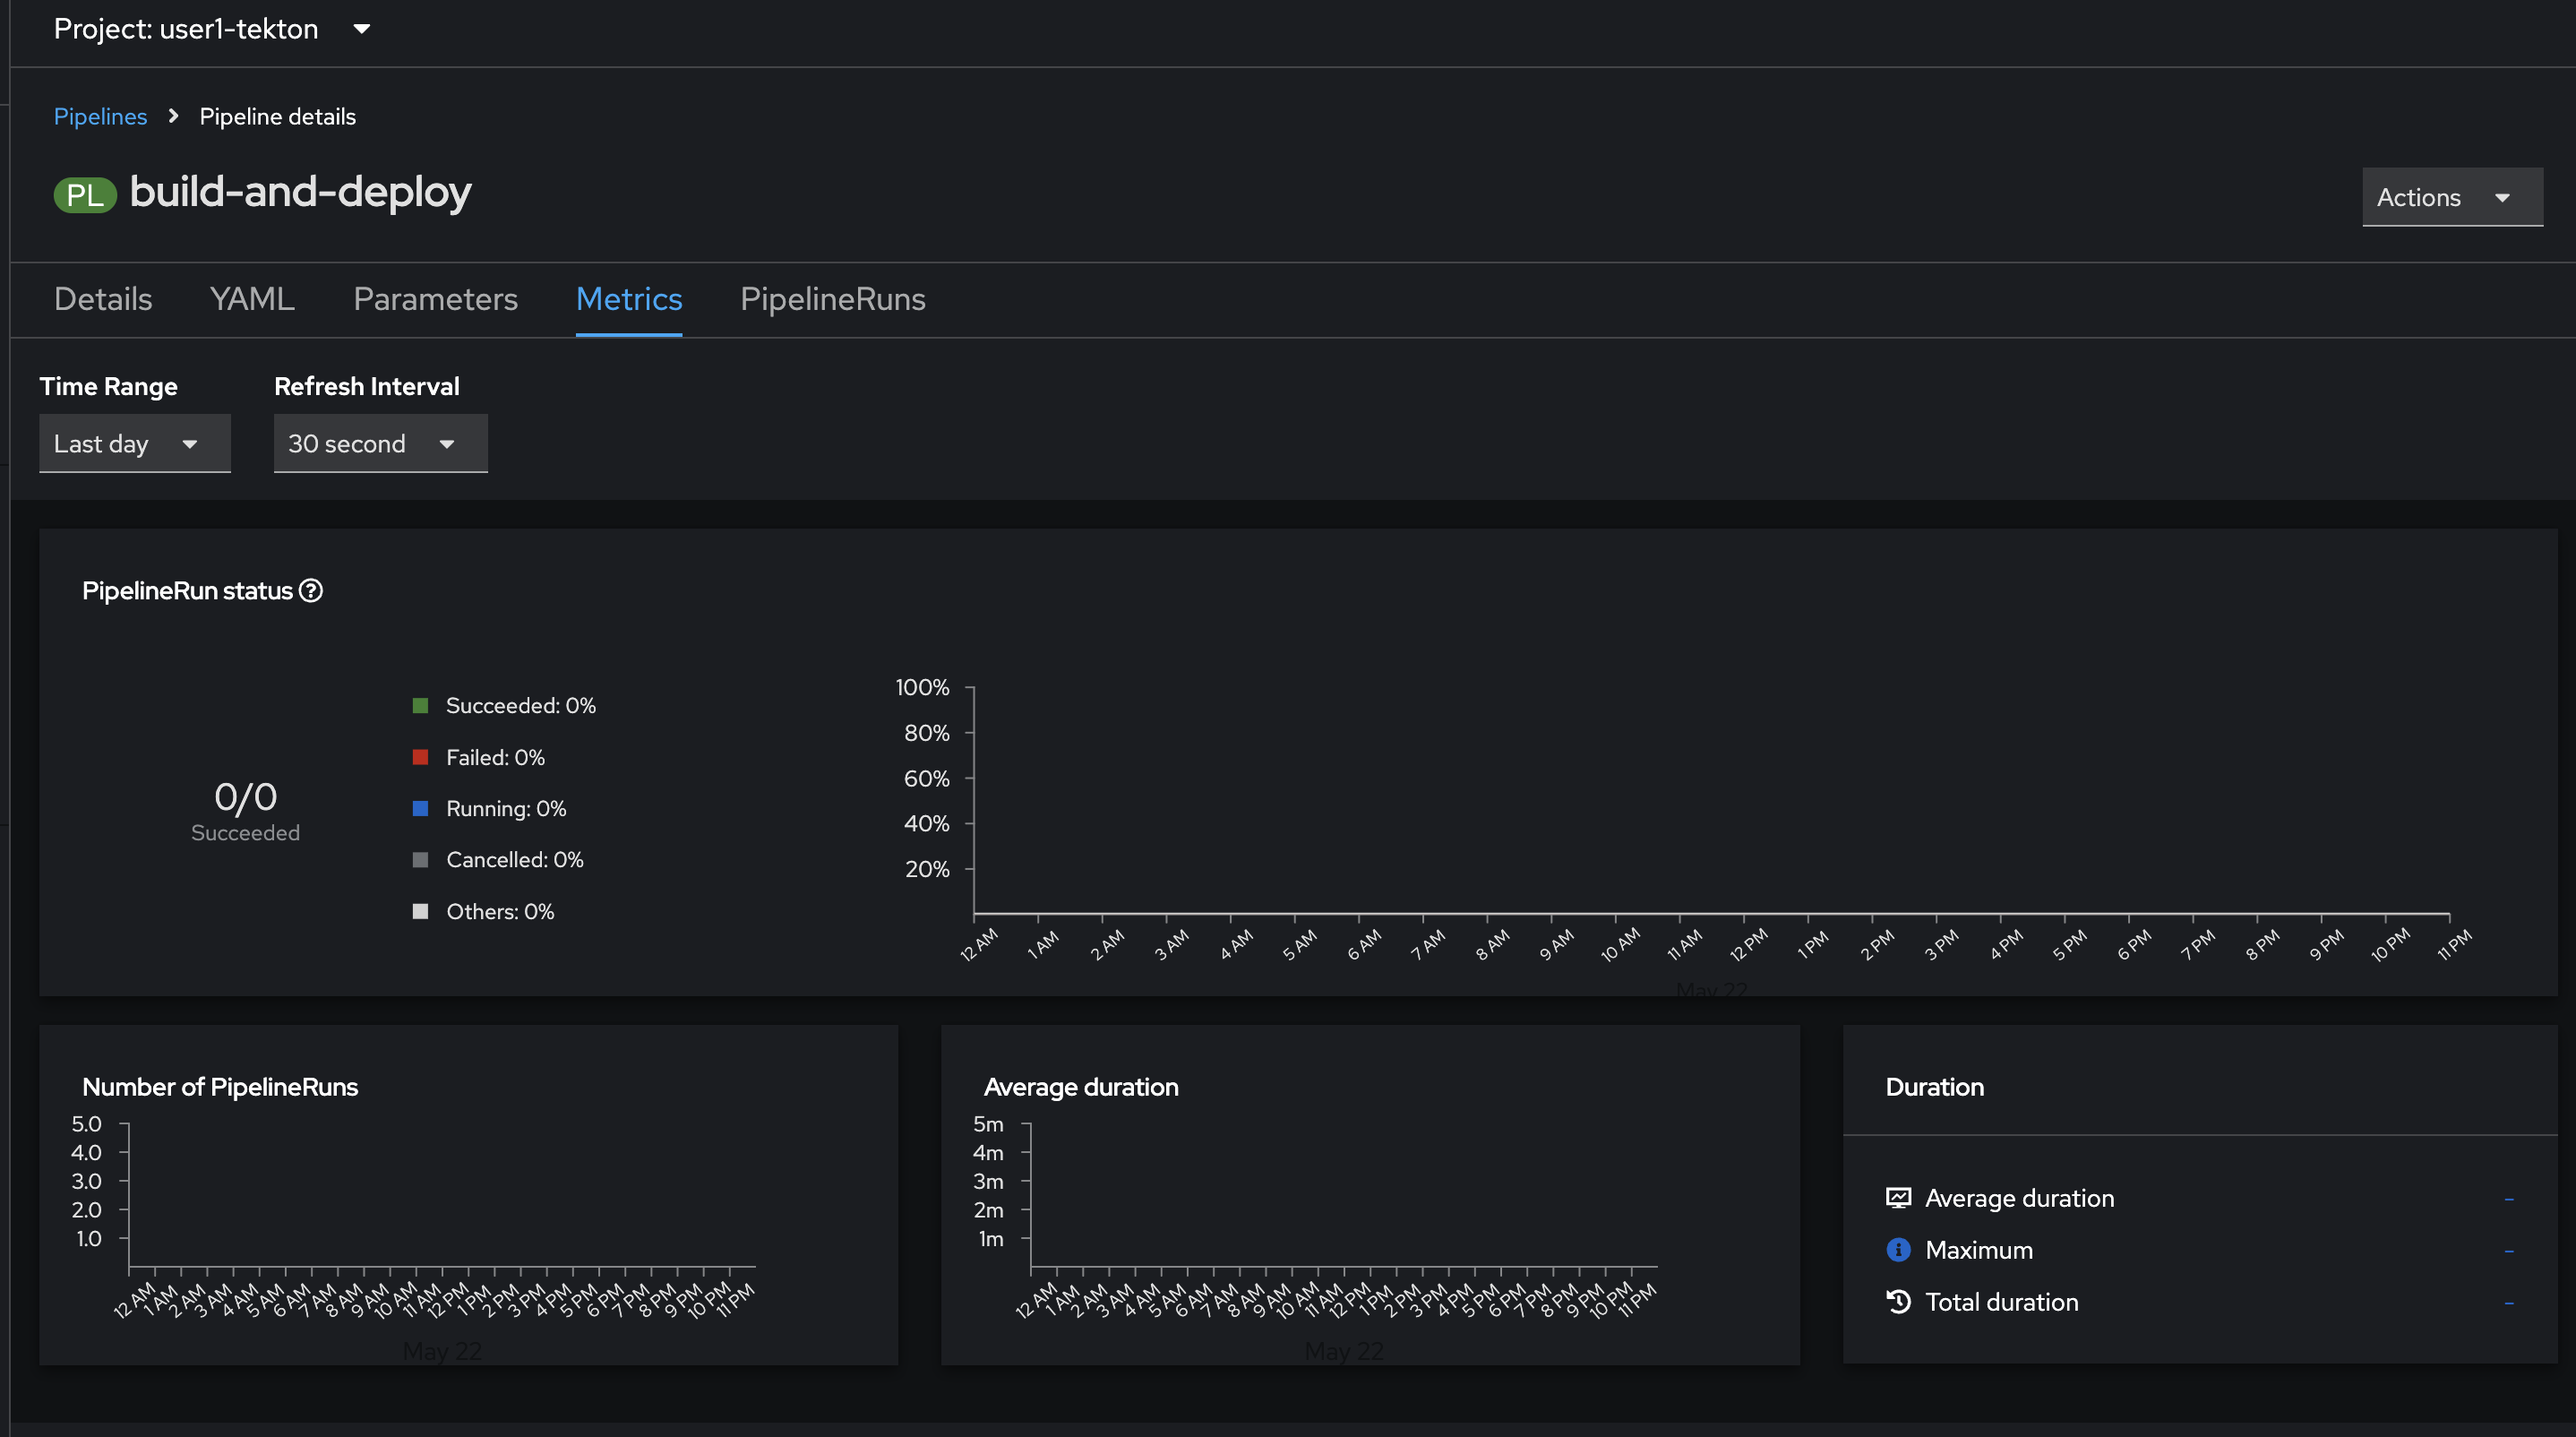 Project: user1-tekton
Pipelines Pipeline details
PL build-and-deploy
Actions
Details YAML Parameters Metrics PipelineRuns
Time Range Refresh Interval
Last day 30 second
PipelineRun status
0/0
Succeeded
Succeeded: 0%
Failed: 0%
Running: 0%
Cancelled: 0%
Others: 0%
100%
80%
60%
40%
20%
12 AM 1 AM 2 AM 3 AM 4 AM 5 AM 6 AM 7 AM 8 AM 9 AM 10 AM 11 AM 12 PM 1 PM 2 PM 3 PM 4 PM 5 PM 6 PM 7 PM 8 PM 9 PM 10 PM 11 PM
May 22
Number of PipelineRuns
5.0
4.0
3.0
2.0
1.0
12 AM 1 AM 2 AM 3 AM 4 AM 5 AM 6 AM 7 AM 8 AM 9 AM 10 AM 11 AM 12 PM 1 PM 2 PM 3 PM 4 PM 5 PM 6 PM 7 PM 8 PM 9 PM 10 PM 11 PM
May 22
Average duration
5m
4m
3m
2m
1m
12 AM 1 AM 2 AM 3 AM 4 AM 5 AM 6 AM 7 AM 8 AM 9 AM 10 AM 11 AM 12 PM 1 PM 2 PM 3 PM 4 PM 5 PM 6 PM 7 PM 8 PM 9 PM 10 PM 11 PM
May 22
Duration
Average duration -
Maximum -
Total duration -